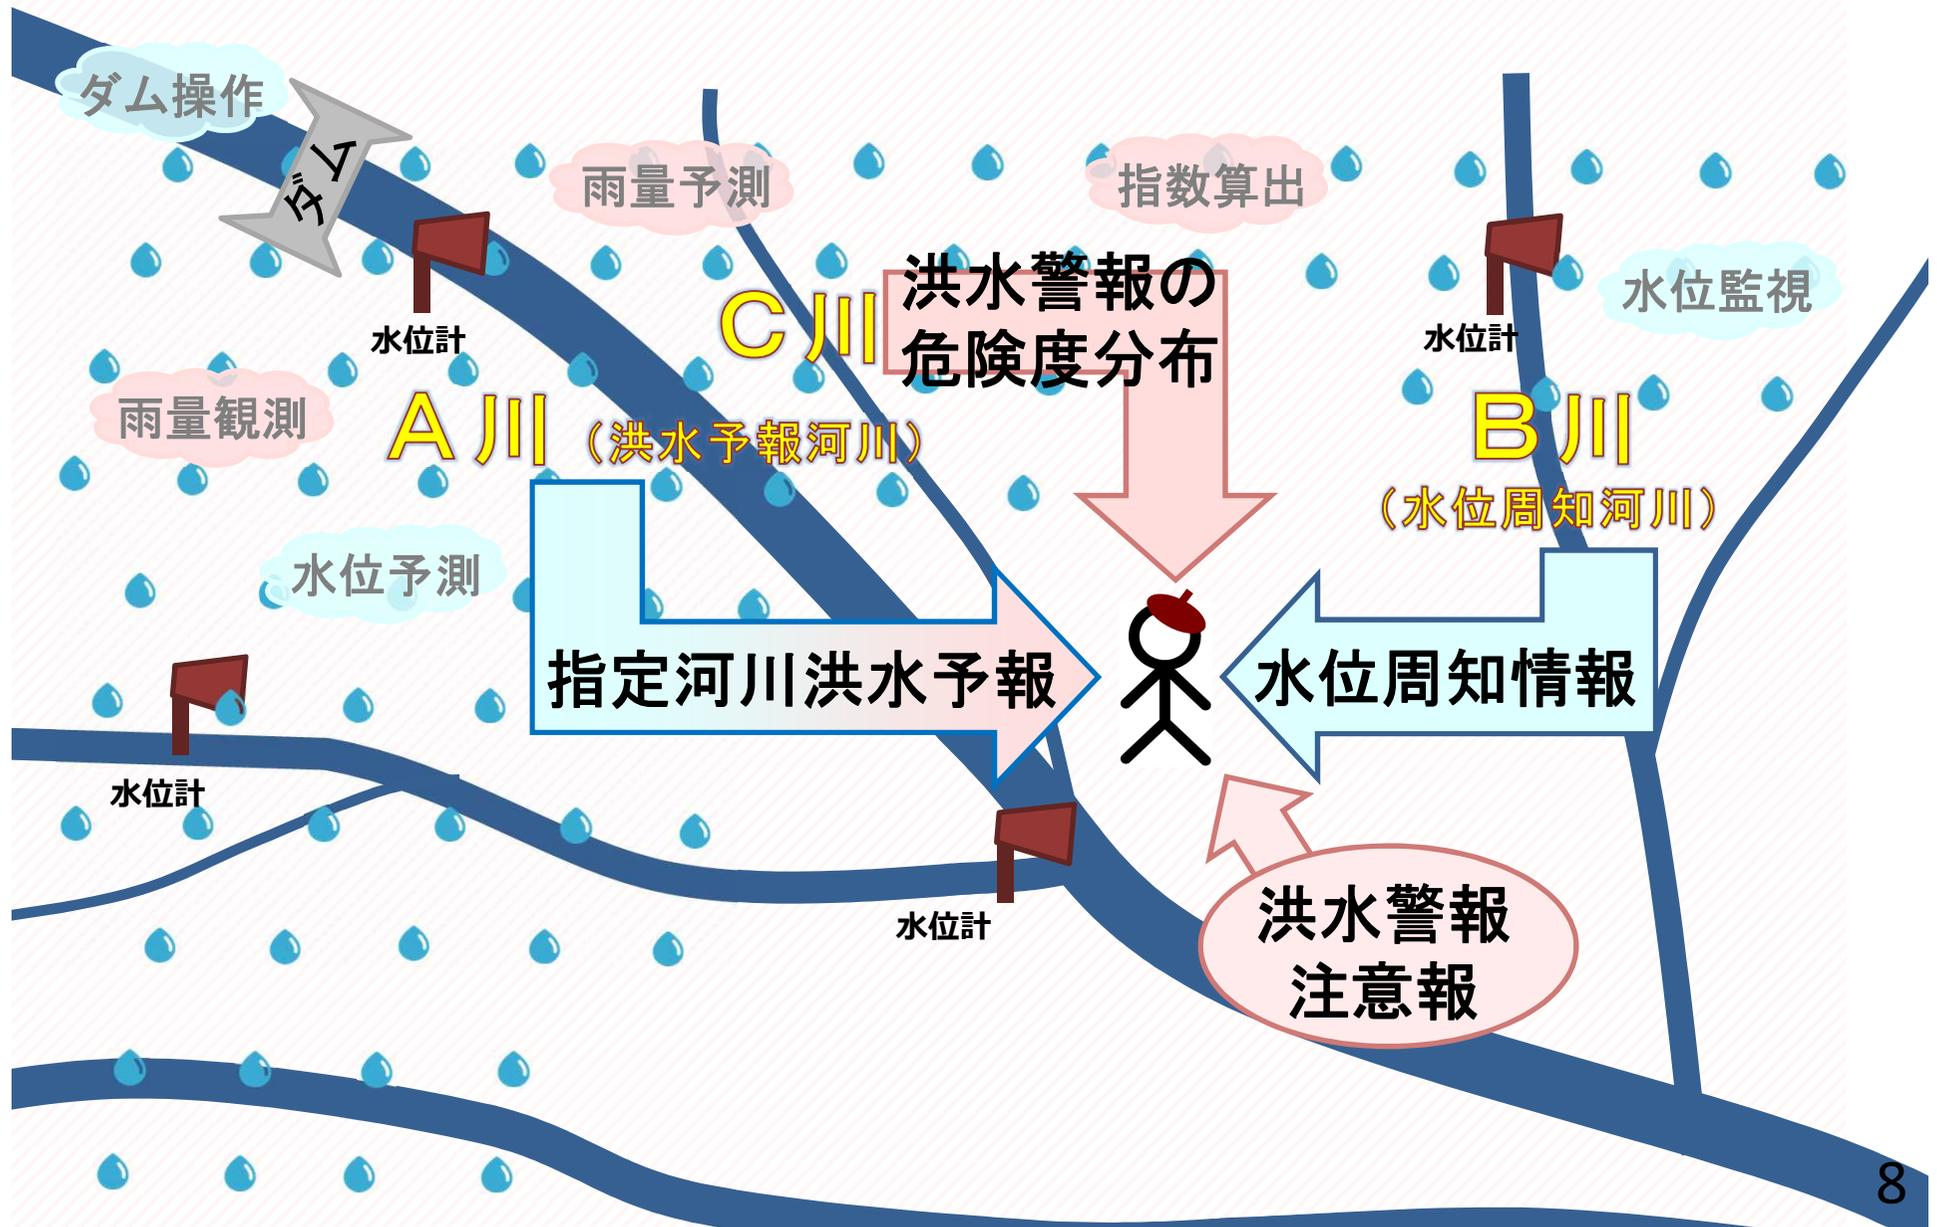 ダム操作
ダム
雨量予測
指数算出
水位計
水位計
水位監視
C川
洪水警報の
危険度分布
雨量観測
A川
（洪水予報河川）
B川
（水位周知河川）
水位予測
指定河川洪水予報
水位周知情報
水位計
水位計
洪水警報
注意報
8